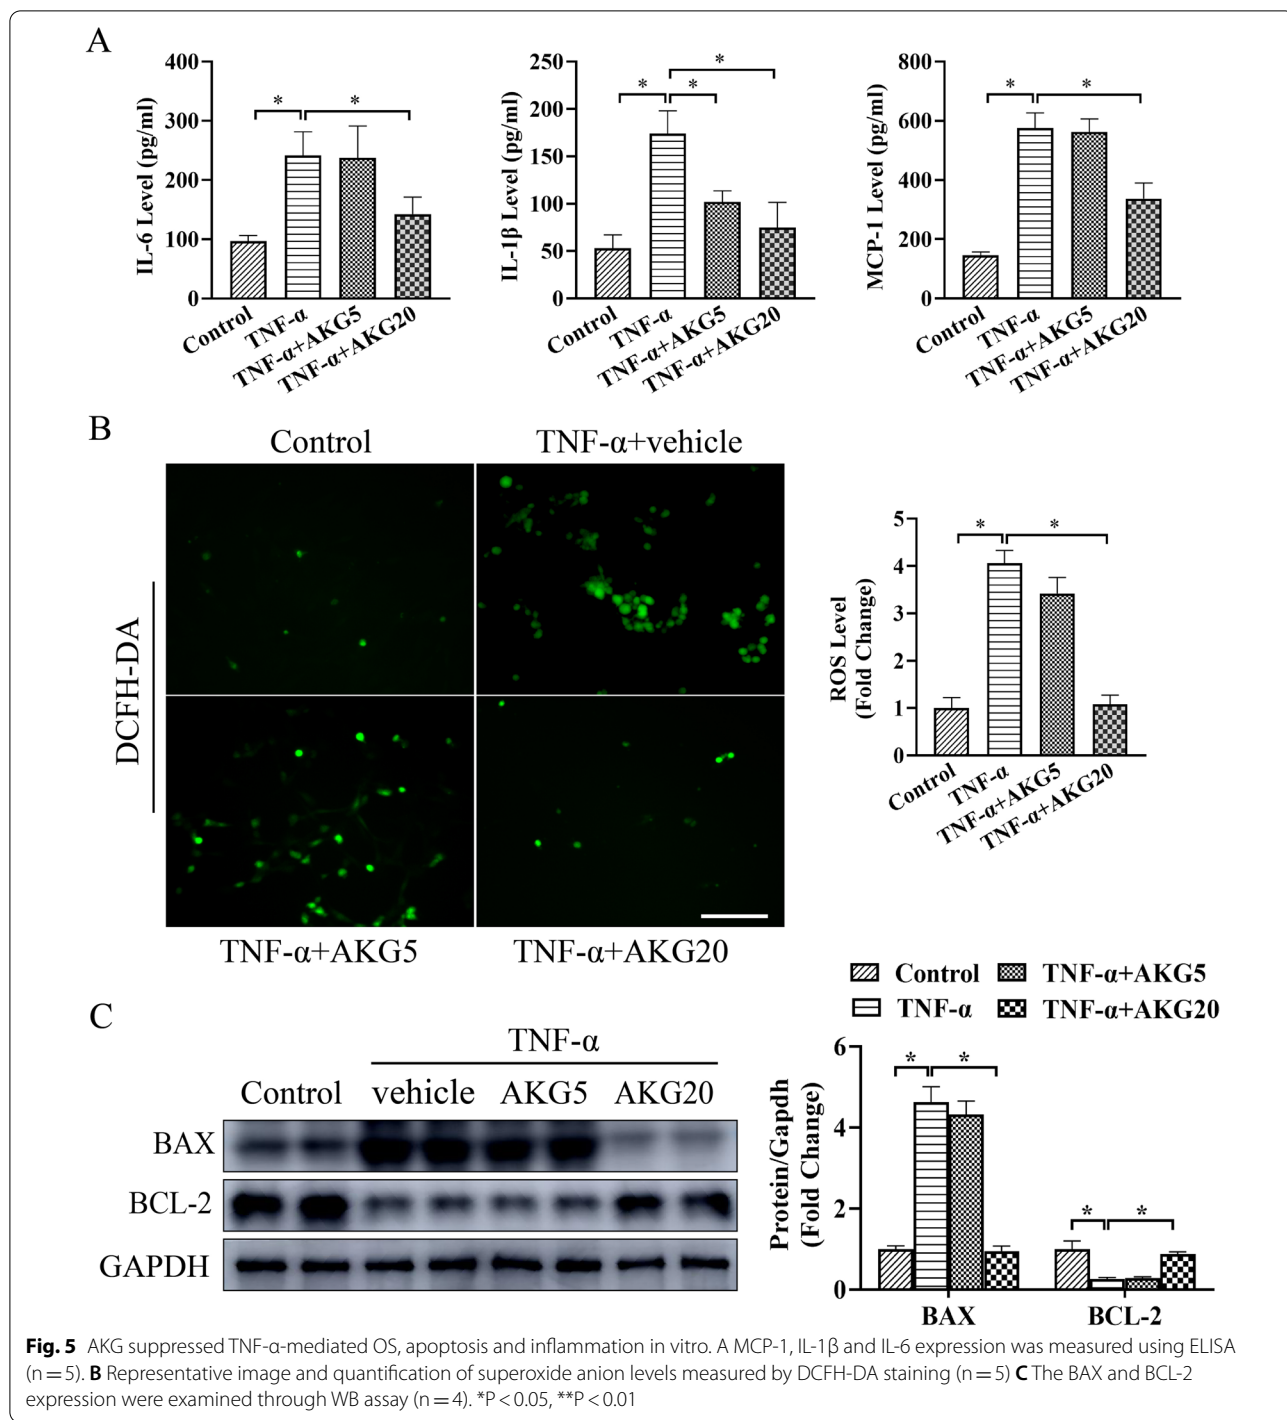 A
IL-6 Level (pg/ml)
400
300
200
100
0
* *
Control
TNF-α
TNF-α+AKG5
TNF-α+AKG20
IL-1β Level (pg/ml)
250
200
150
100
50
0
* * *
Control
TNF-α
TNF-α+AKG5
TNF-α+AKG20
MCP-1 Level (pg/ml)
800
600
400
200
0
* *
Control
TNF-α
TNF-α+AKG5
TNF-α+AKG20
B
Control
TNF-α+vehicle
DCFH-DA
TNF-α+AKG5
TNF-α+AKG20
ROS Level
(Fold Change)
5
4
3
2
1
0
* *
Control
TNF-α
TNF-α+AKG5
TNF-α+AKG20
C
TNF-α
Control vehicle AKG5 AKG20
BAX
BCL-2
GAPDH
Control TNF-α+AKG5
TNF-α TNF-α+AKG20
Protein/Gapdh
(Fold Change)
6
4
2
0
* *
* *
BAX BCL-2
Fig. 5 AKG suppressed TNF-α-mediated OS, apoptosis and inflammation in vitro. A MCP-1, IL-1β and IL-6 expression was measured using ELISA
(n = 5). B Representative image and quantification of superoxide anion levels measured by DCFH-DA staining (n = 5) C The BAX and BCL-2
expression were examined through WB assay (n = 4). *P < 0.05, **P < 0.01